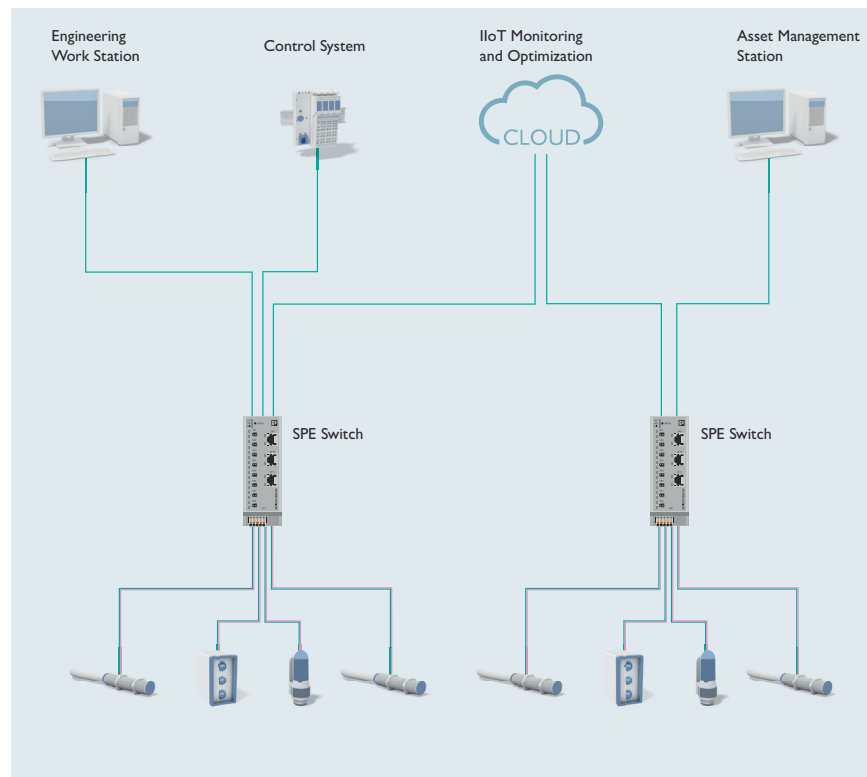 Engineering
Work Station
Control System
IIoT Monitoring
and Optimization
Asset Management
Station
CLOUD
SPE Switch
SPE Switch